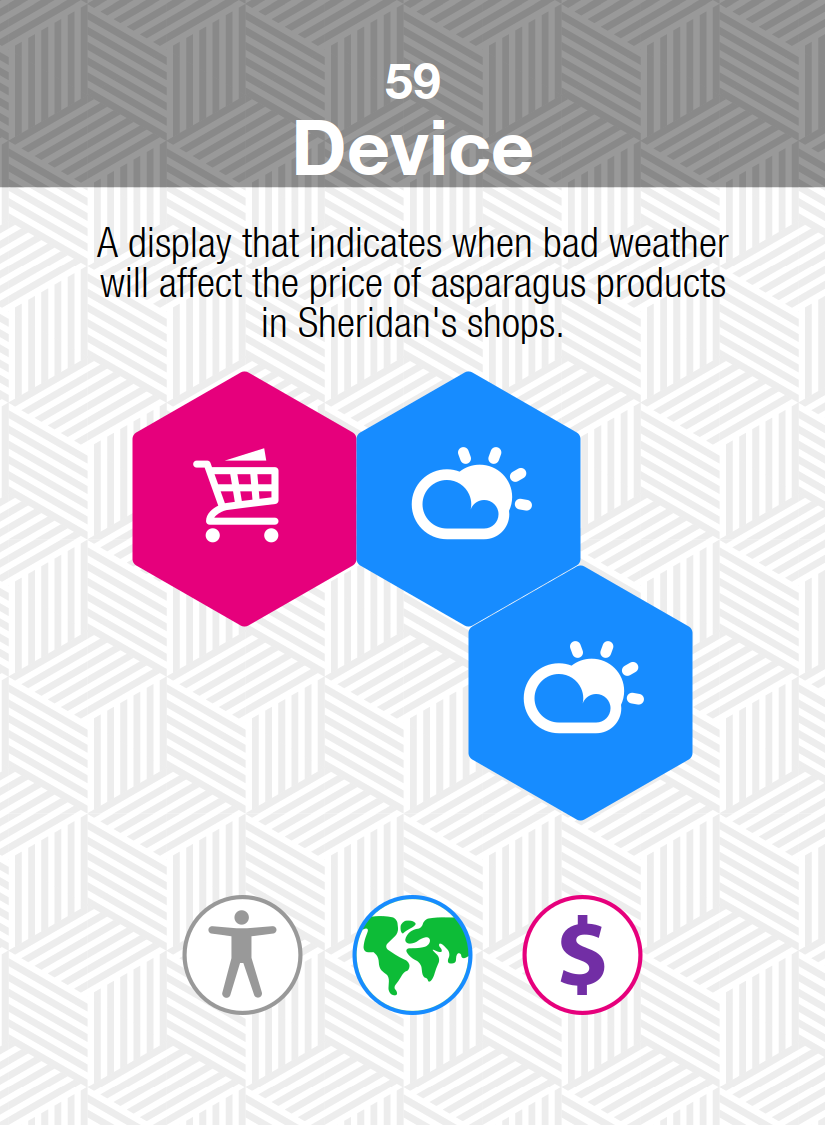 59
Device
A display that indicates when bad weather
will affect the price of asparagus products
in Sheridan's shops.
$